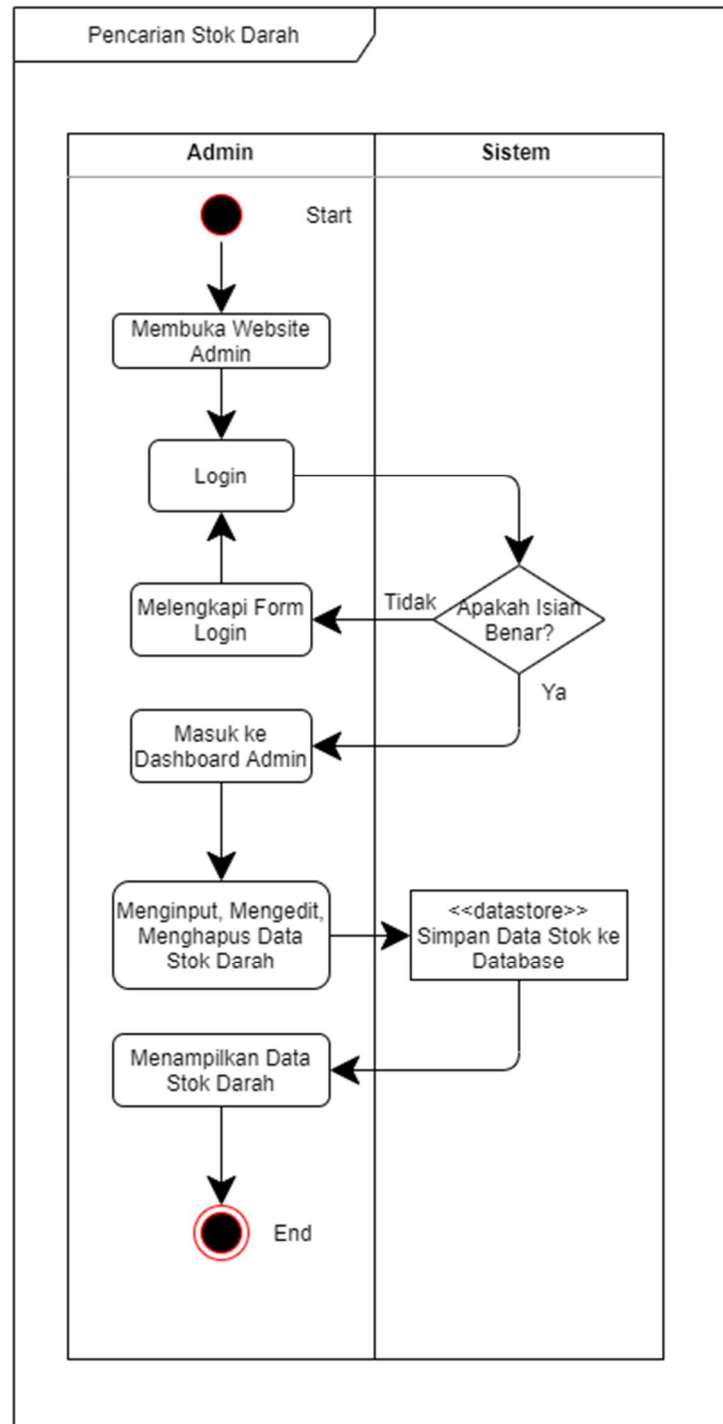 Pencarian Stok Darah
Admin
Sistem
Start
Membuka Website
Admin
Login
Apakah Isian
Benar?
Tidak
Melengkapi Form
Login
Ya
Masuk ke
Dashboard Admin
Menginput, Mengedit,
Menghapus Data
Stok Darah
<<datastore>>
Simpan Data Stok ke
Database
Menampilkan Data
Stok Darah
End